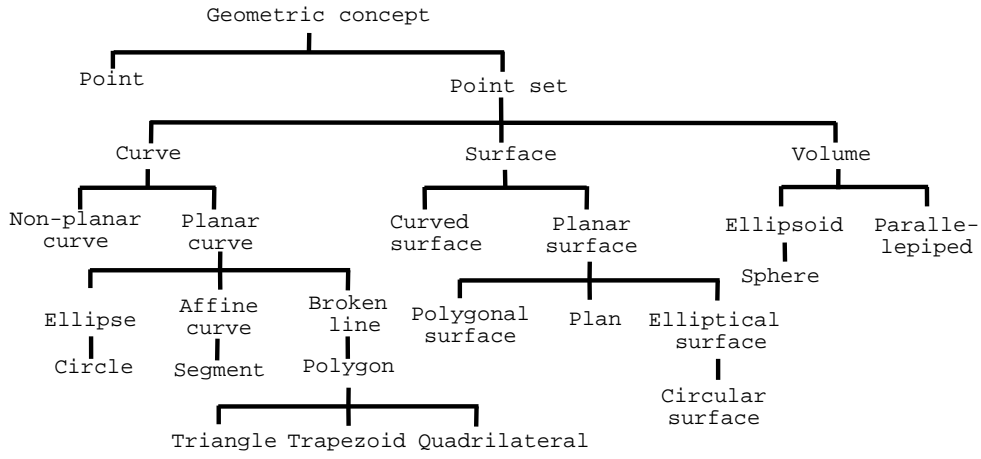 Geometric concept
Point
Point set
Curve
Surface
Volume
Non-planar
curve
Planar
curve
Curved
surface
Planar
surface
Ellipsoid
Paralle-
lepiped
Sphere
Ellipse
Affine
curve
Broken
line
Polygonal
surface
Plan
Elliptical
surface
Circle
Segment
Polygon
Circular
surface
Triangle
Trapezoid
Quadrilateral